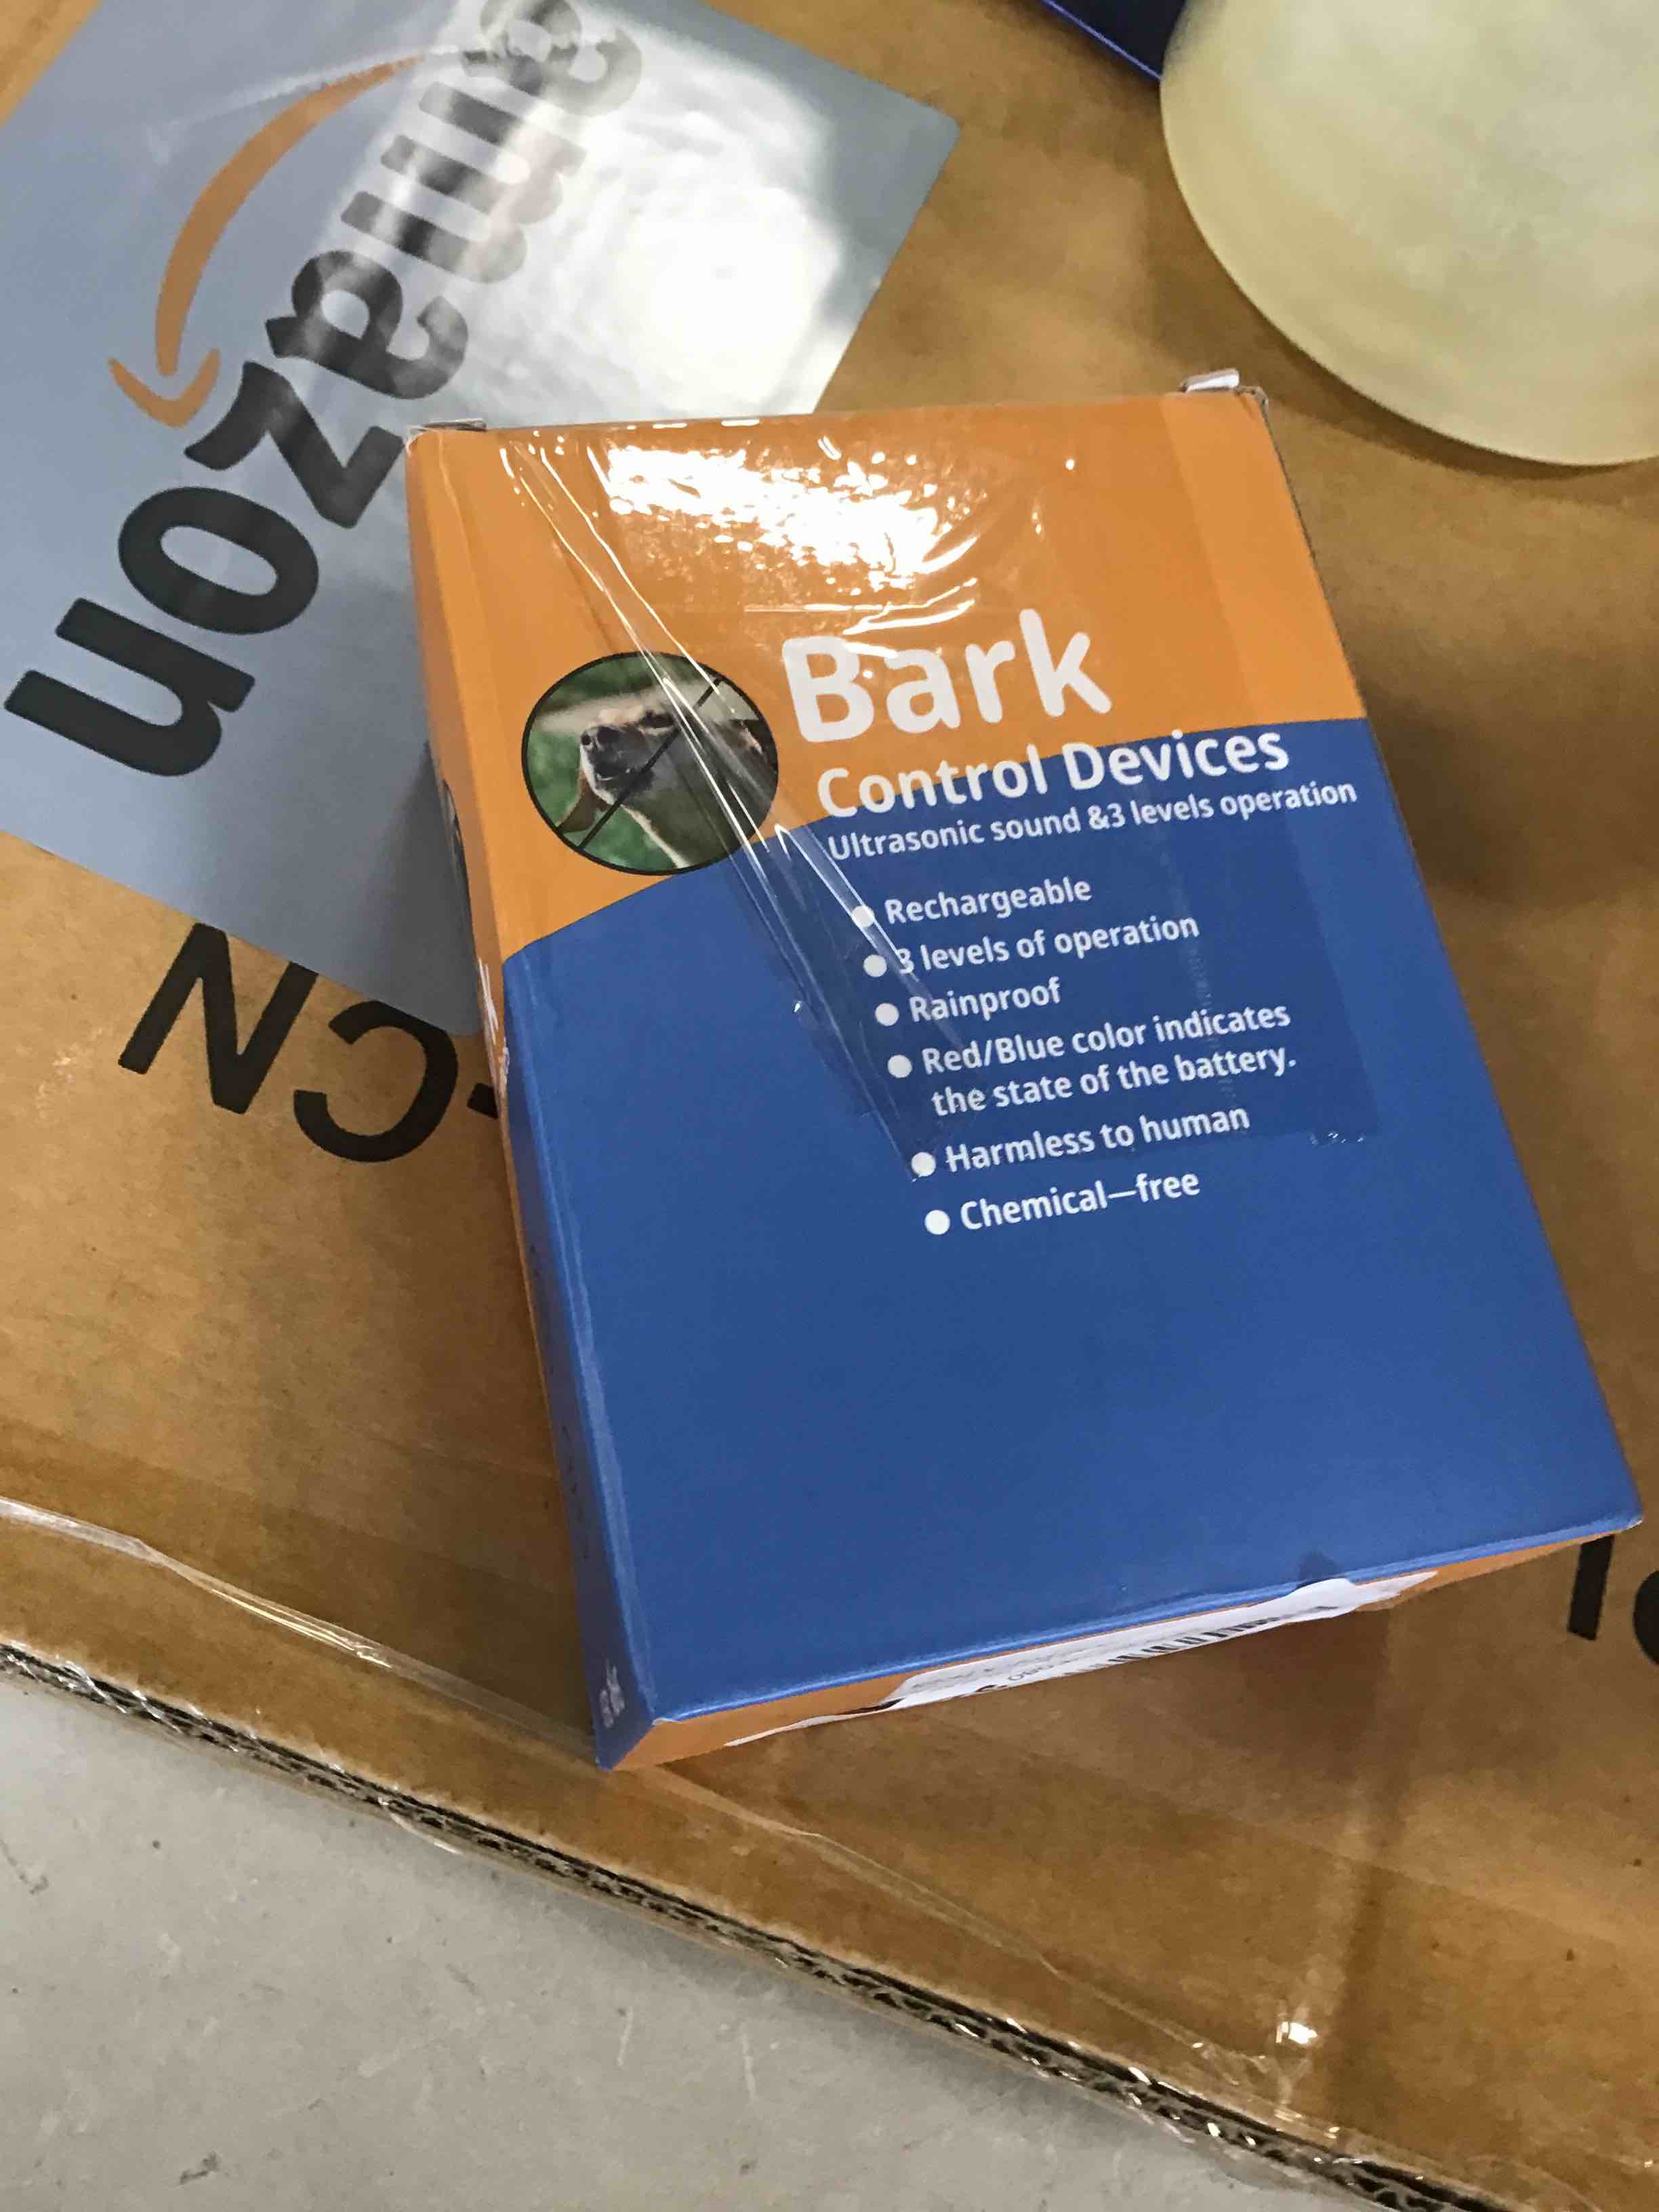 amazon
-CN
Bark
Control Devices
Ultrasonic sound &3 levels operation
● Rechargeable
● 3 levels of operation
● Rainproof
● Red/Blue color indicates
the state of the battery.
● Harmless to human
● Chemical—free